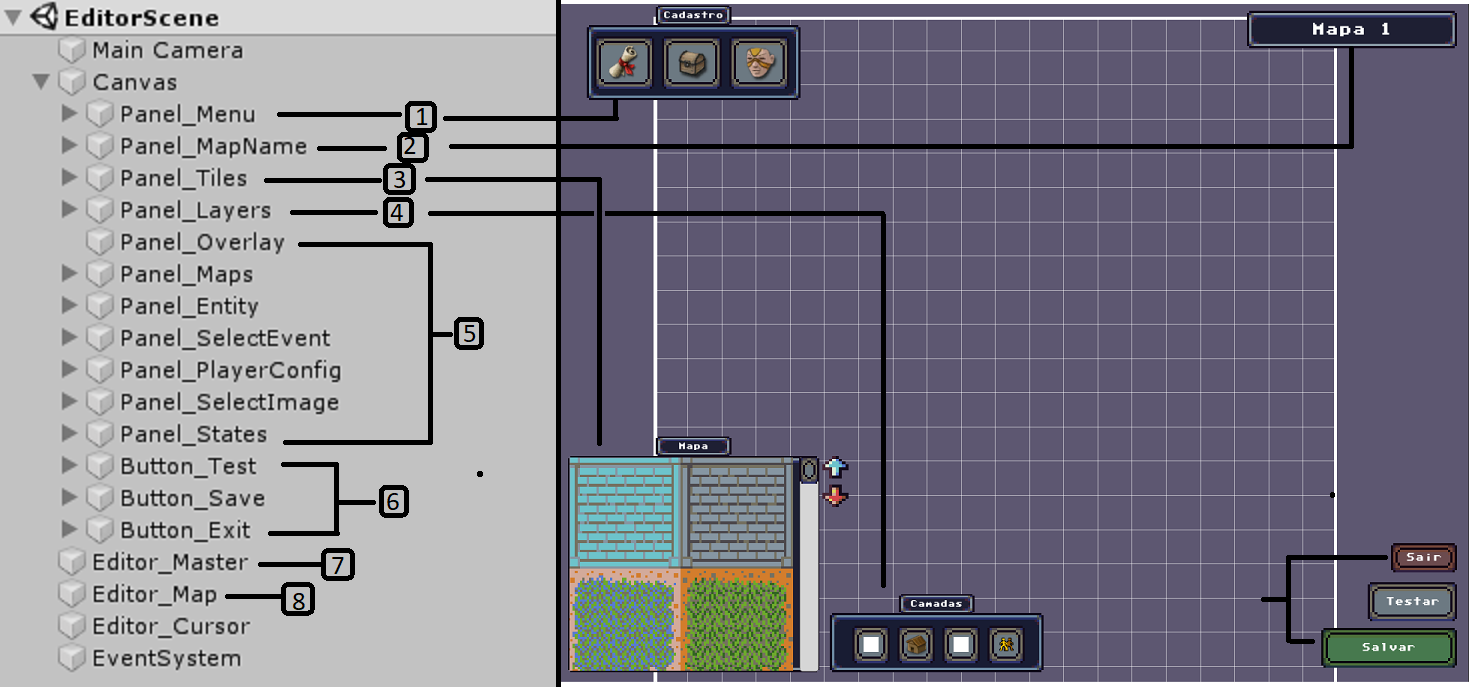 EditorScene
Main Camera
Canvas
Panel_Menu 1
Panel_MapName 2
Panel_Tiles 3
Panel_Layers 4
Panel_Overlay
Panel_Maps
Panel_Entity
Panel_SelectEvent 5
Panel_PlayerConfig
Panel_SelectImage
Panel_States
Button_Test
Button_Save 6
Button_Exit
Editor_Master 7
Editor_Map 8
Editor_Cursor
EventSystem
Cadastro
Mapa 1
Mapa
Camadas
Sair
Testar
Salvar